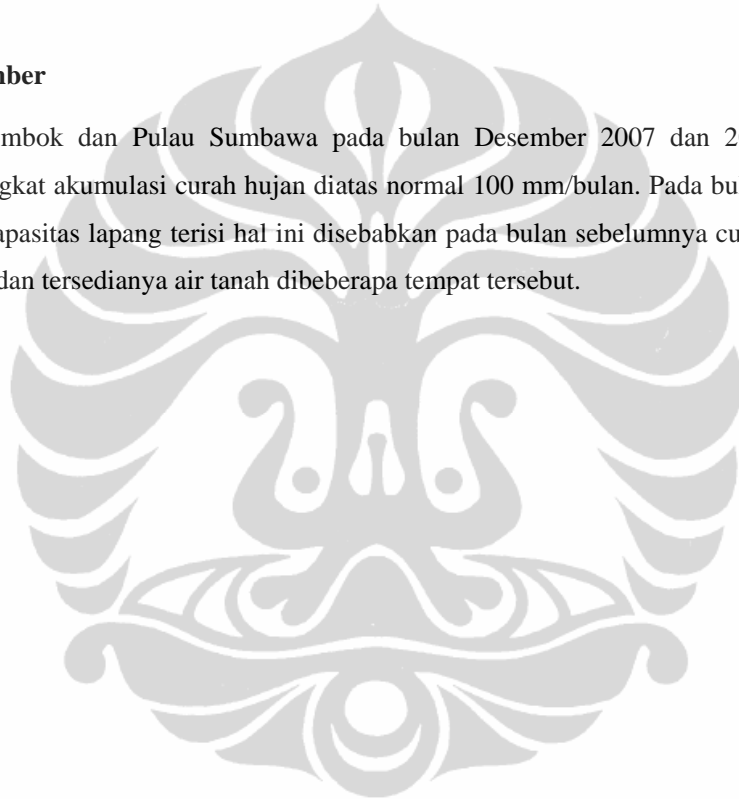 mber
mbok dan Pulau Sumbawa pada bulan Desember 2007 dan 2
gkat akumulasi curah hujan diatas normal 100 mm/bulan. Pada bul
apasitas lapang terisi hal ini disebabkan pada bulan sebelumnya cu
dan tersedianya air tanah dibeberapa tempat tersebut.